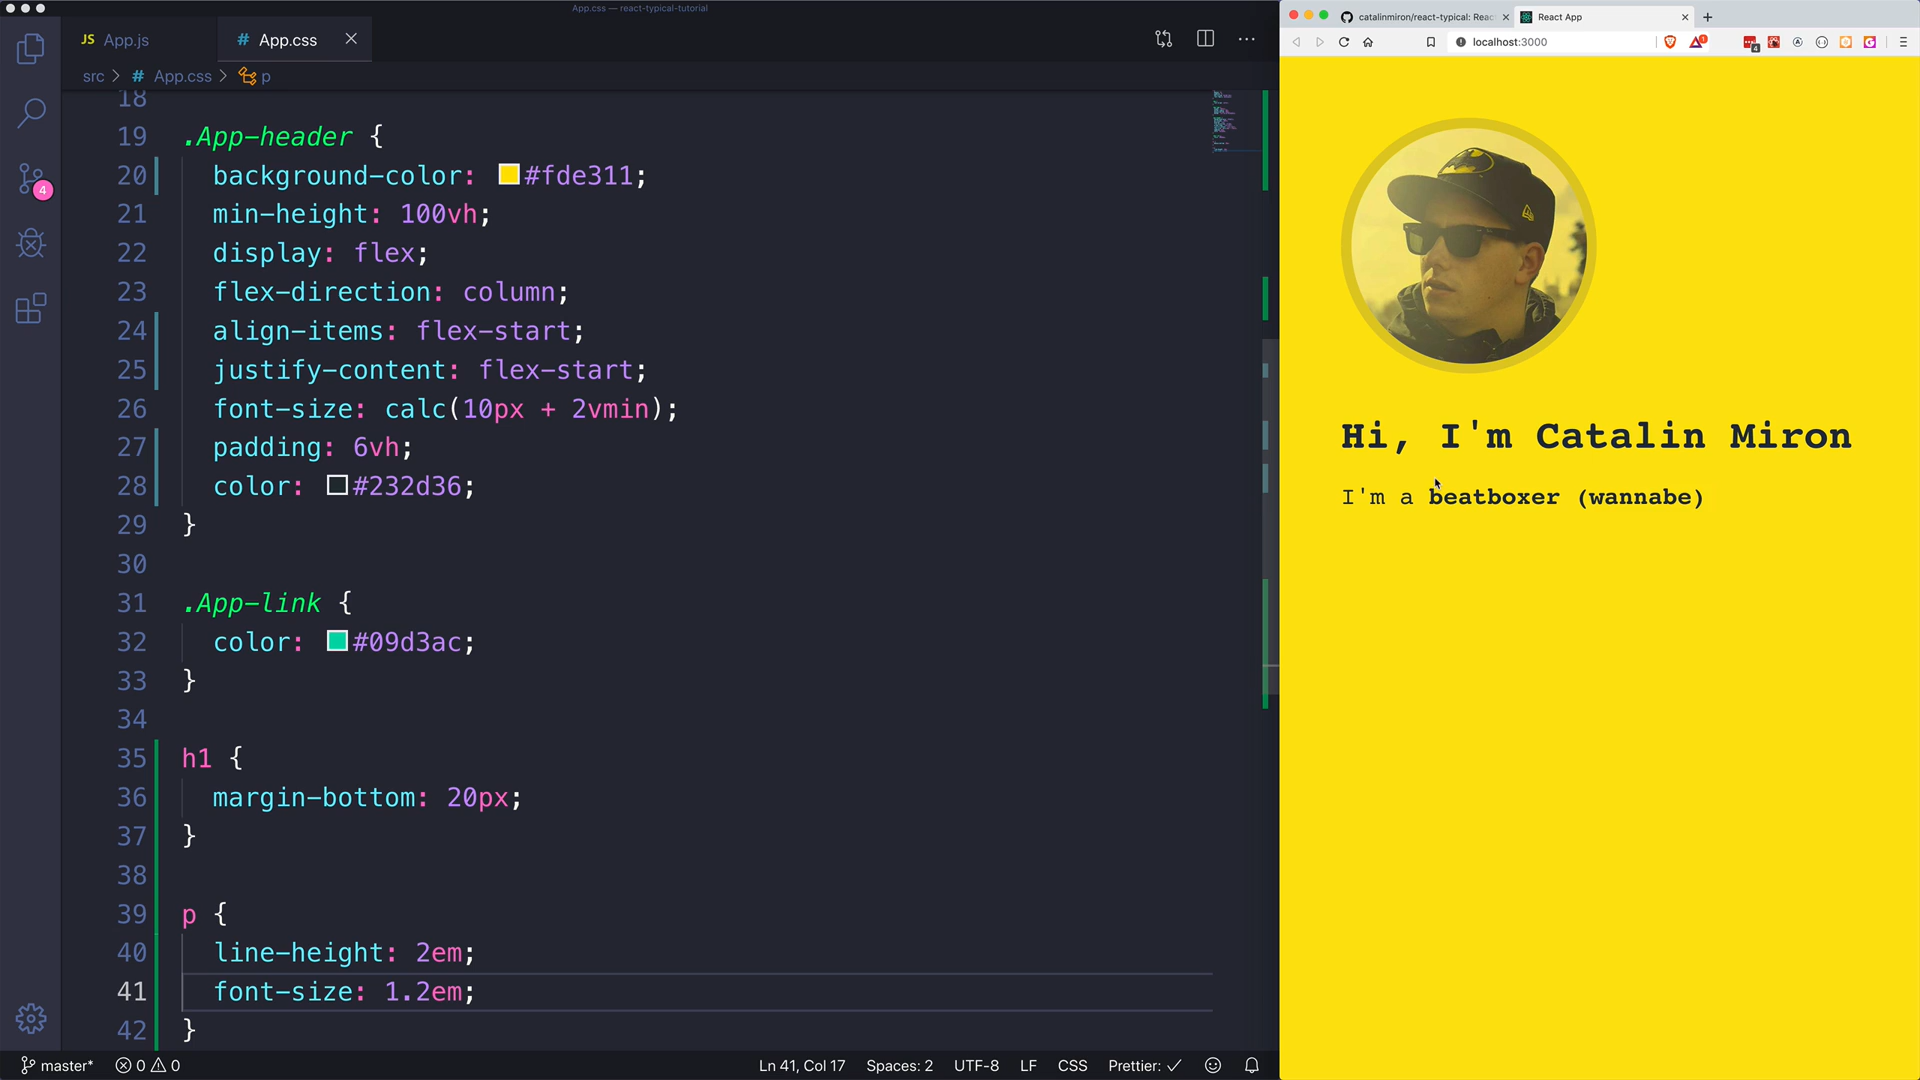 App.css — react-typical-tutorial
JS App.js
# App.css
src > # App.css > p
18
19 .App-header {
20 background-color: #fde311;
21 min-height: 100vh;
22 display: flex;
23 flex-direction: column;
24 align-items: flex-start;
25 justify-content: flex-start;
26 font-size: calc(10px + 2vmin);
27 padding: 6vh;
28 color: #232d36;
29 }
30
31 .App-link {
32 color: #09d3ac;
33 }
34
35 h1 {
36 margin-bottom: 20px;
37 }
38
39 p {
40 line-height: 2em;
41 font-size: 1.2em;
42 }
4
master* 0 0
Ln 41, Col 17 Spaces: 2 UTF-8 LF CSS Prettier:
catalinmiron/react-typical: Reac
React App
localhost:3000
1
4
Hi, I'm Catalin Miron
I'm a beatboxer (wannabe)